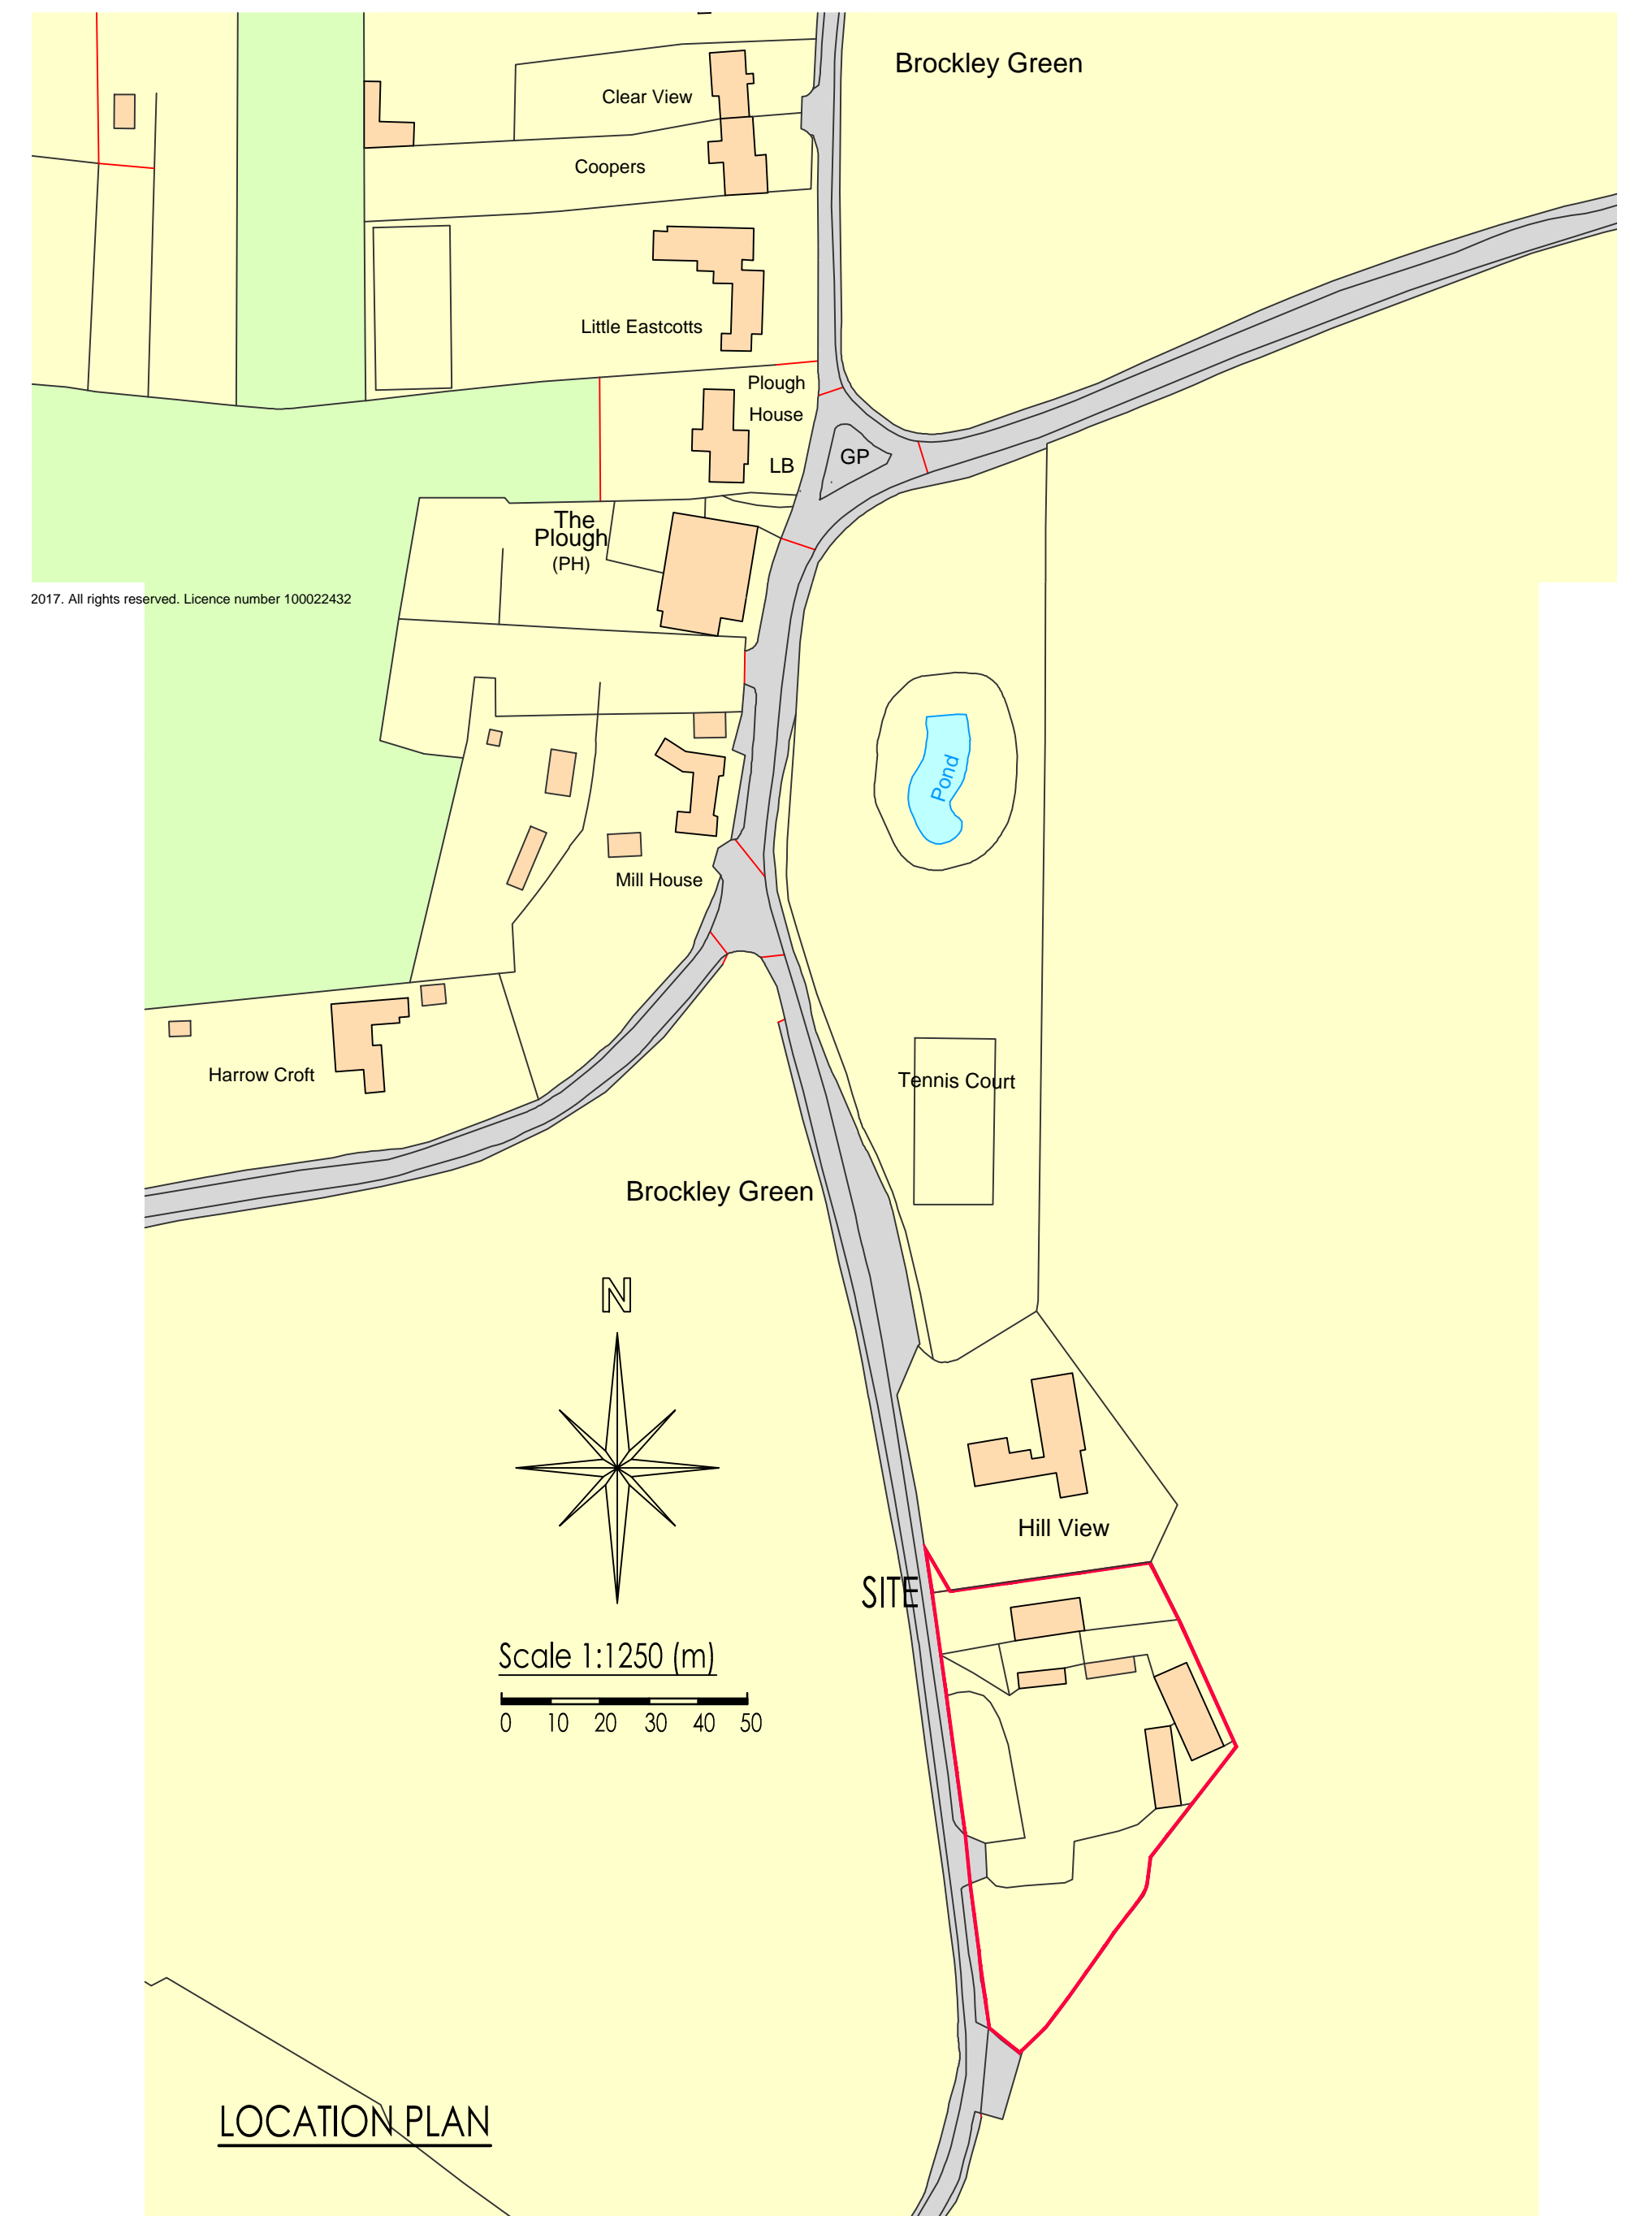 Brockley Green
Clear View
Coopers
Little Eastcotts
Plough
House
LB
GP
The
Plough
(PH)
2017. All rights reserved. Licence number 100022432
Pond
Mill House
Harrow Croft
Tennis Court
Brockley Green
N
Hill View
SITE
Scale 1:1250 (m)
0 10 20 30 40 50
LOCATION PLAN